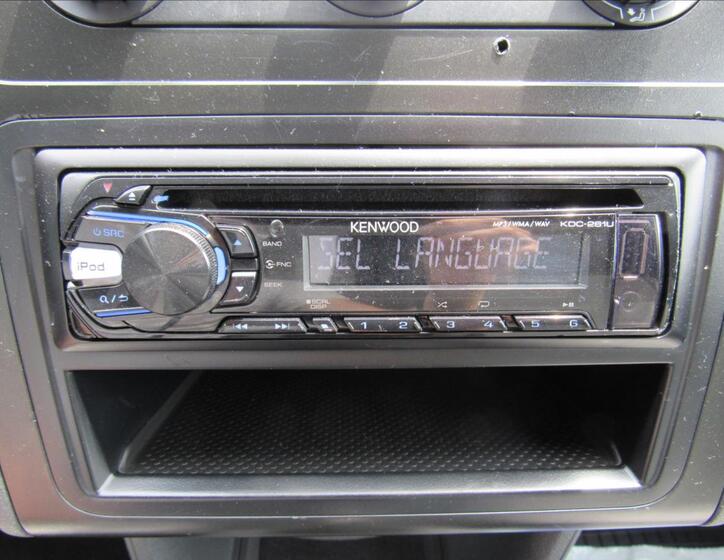 KENWOOD
MP3/WMA/WAV
KDC-261U
SRC
BAND
SEL LANGUAGE
iPod
FNC
SEEK
SCRL
DISP
1 2 3 4 5 6